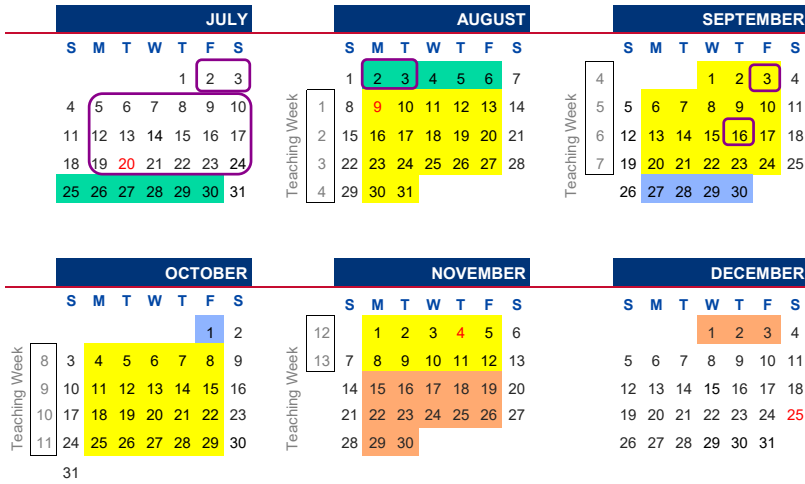 JULY
S M T W T F S
1 2 3
4 5 6 7 8 9 10
11 12 13 14 15 16 17
18 19 20 21 22 23 24
25 26 27 28 29 30 31
AUGUST
S M T W T F S
1 2 3 4 5 6 7
Teaching Week
1 8 9 10 11 12 13 14
2 15 16 17 18 19 20 21
3 22 23 24 25 26 27 28
4 29 30 31
SEPTEMBER
S M T W T F S
Teaching Week
4 1 2 3 4
5 5 6 7 8 9 10 11
6 12 13 14 15 16 17 18
7 19 20 21 22 23 24 25
26 27 28 29 30
OCTOBER
S M T W T F S
1 2
Teaching Week
8 3 4 5 6 7 8 9
9 10 11 12 13 14 15 16
10 17 18 19 20 21 22 23
11 24 25 26 27 28 29 30
31
NOVEMBER
S M T W T F S
Teaching Week
12 1 2 3 4 5 6
13 7 8 9 10 11 12 13
14 15 16 17 18 19 20
21 22 23 24 25 26 27
28 29 30
DECEMBER
S M T W T F S
1 2 3 4
5 6 7 8 9 10 11
12 13 14 15 16 17 18
19 20 21 22 23 24 25
26 27 28 29 30 31